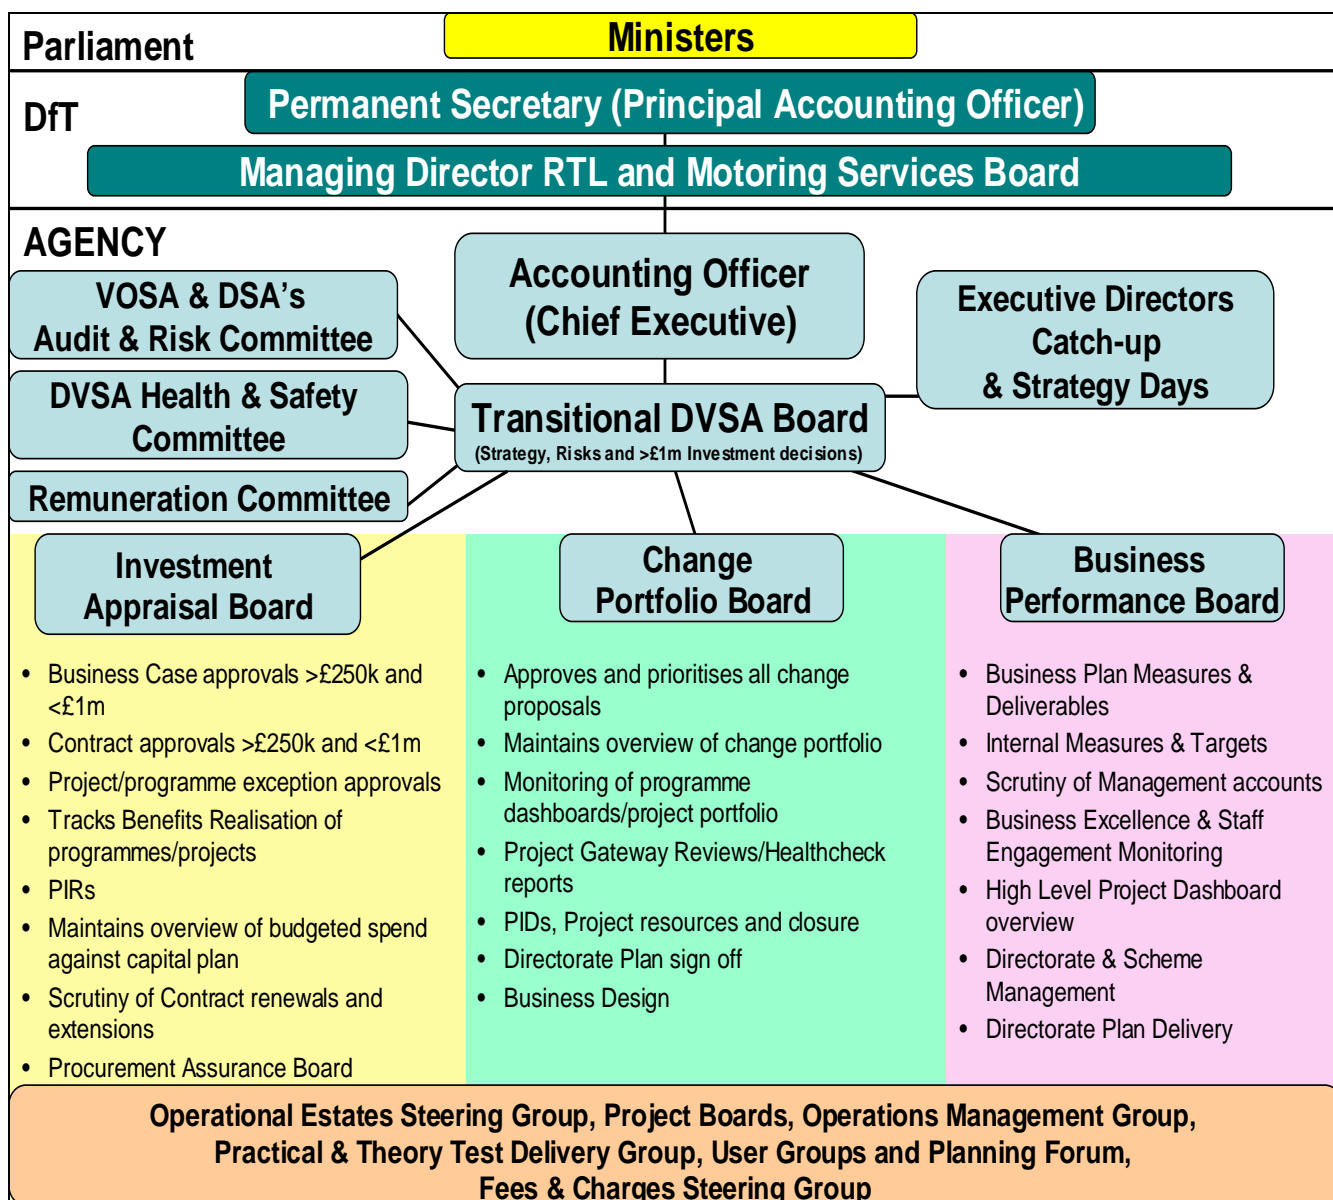 Parliament
Ministers
DfT
Permanent Secretary (Principal Accounting Officer)
Managing Director RTL and Motoring Services Board
AGENCY
VOSA & DSA's
Audit & Risk Committee
Accounting Officer
(Chief Executive)
Executive Directors
Catch-up
& Strategy Days
DVSA Health & Safety
Committee
Transitional DVSA Board
(Strategy, Risks and >£1m Investment decisions)
Remuneration Committee
Investment
Appraisal Board
• Business Case approvals >£250k and
<£1m
• Contract approvals >£250k and <£1m
• Project/programme exception approvals
• Tracks Benefits Realisation of
programmes/projects
• PIRs
• Maintains overview of budgeted spend
against capital plan
• Scrutiny of Contract renewals and
extensions
• Procurement Assurance Board
Change
Portfolio Board
• Approves and prioritises all change
proposals
• Maintains overview of change portfolio
• Monitoring of programme
dashboards/project portfolio
• Project Gateway Reviews/Healthcheck
reports
• PIDs, Project resources and closure
• Directorate Plan sign off
• Business Design
Business
Performance Board
• Business Plan Measures &
Deliverables
• Internal Measures & Targets
• Scrutiny of Management accounts
• Business Excellence & Staff
Engagement Monitoring
• High Level Project Dashboard
overview
• Directorate & Scheme
Management
• Directorate Plan Delivery
Operational Estates Steering Group, Project Boards, Operations Management Group,
Practical & Theory Test Delivery Group, User Groups and Planning Forum,
Fees & Charges Steering Group